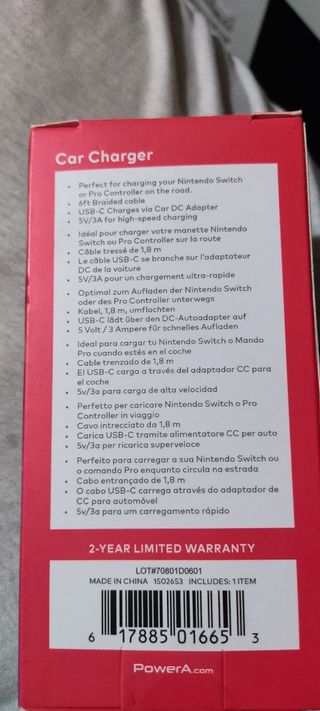 Car Charger
• Perfect for charging your Nintendo Switch
or Pro Controller on the road.
• 6ft Braided cable
• USB-C Charges via Car DC Adapter
• 5V/3A for high-speed charging
• Idéal pour charger votre manette Nintendo
Switch ou Pro Controller sur la route
• Câble tressé de 1,8 m
• Le câble USB-C se branche sur l'adaptateur
DC de la voiture
• 5V/3A pour un chargement ultra-rapide
• Optimal zum Aufladen der Nintendo Switch
oder des Pro Controller unterwegs
• Kabel, 1,8 m, umflochten
• USB-C lädt über den DC-Autoadapter auf
• 5 Volt / 3 Ampere für schnelles Aufladen
• Ideal para cargar tu Nintendo Switch o Mando
Pro cuando estés en el coche
• Cable trenzado de 1,8 m
• El USB-C carga a través del adaptador CC para
el coche
• 5v/3a para carga de alta velocidad
• Perfetto per caricare Nintendo Switch o Pro
Controller in viaggio
• Cavo intrecciato da 1,8 m
• Carica USB-C tramite alimentatore CC per auto
• 5v/3a per ricarica superveloce
• Perfeito para carregar a sua Nintendo Switch ou
o comando Pro enquanto circula na estrada
• Cabo entrançado de 1,8 m
• O cabo USB-C carrega através do adaptador de
CC para automóvel
• 5v/3a para um carregamento rápido
2-YEAR LIMITED WARRANTY
LOT#70801D0601
MADE IN CHINA 1502653 INCLUDES: 1 ITEM
6 17885 01665 3
PowerA.com